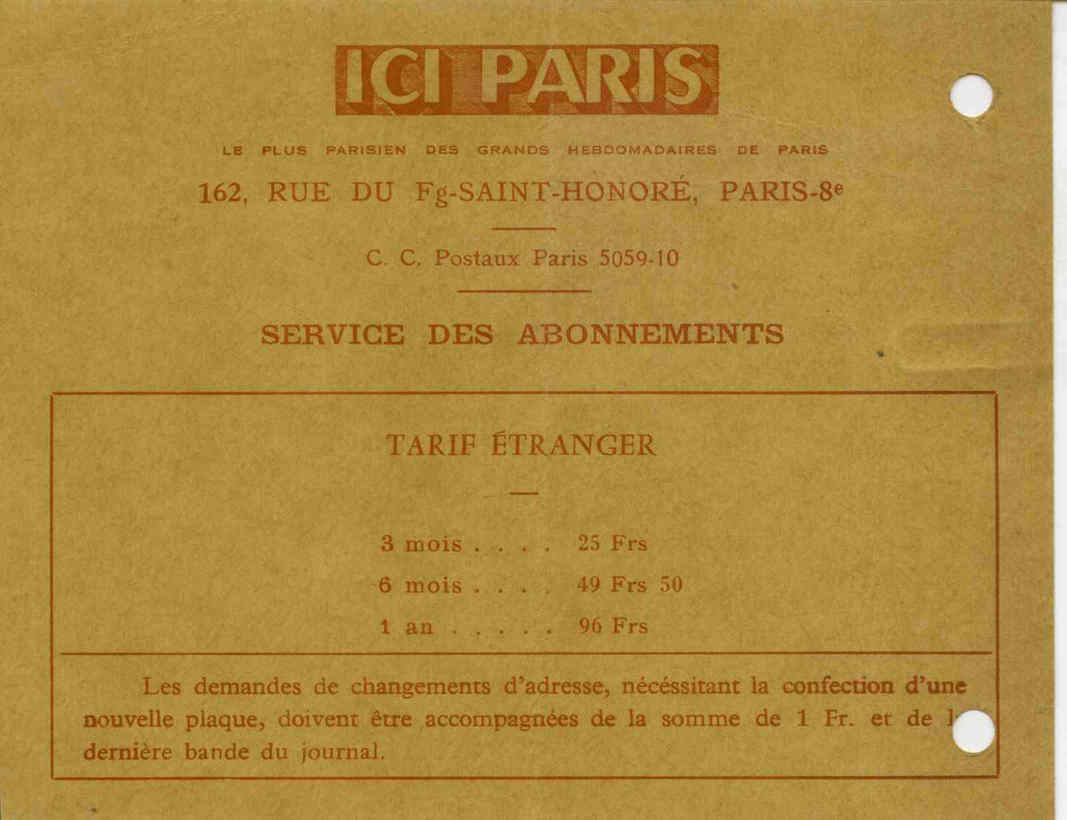 ICI PARIS
LE PLUS PARISIEN DES GRANDS HEBDOMADAIRES DE PARIS
162, RUE DU Fg-SAINT-HONORÉ, PARIS-8e
C. C. Postaux Paris 5059-10
SERVICE DES ABONNEMENTS
TARIF ÉTRANGER
3 mois . . . . 25 Frs
6 mois . . . . 49 Frs 50
1 an . . . . . 96 Frs
Les demandes de changements d'adresse, nécéssitant la confection d'une
nouvelle plaque, doivent être accompagnées de la somme de 1 Fr. et de
dernière bande du journal.